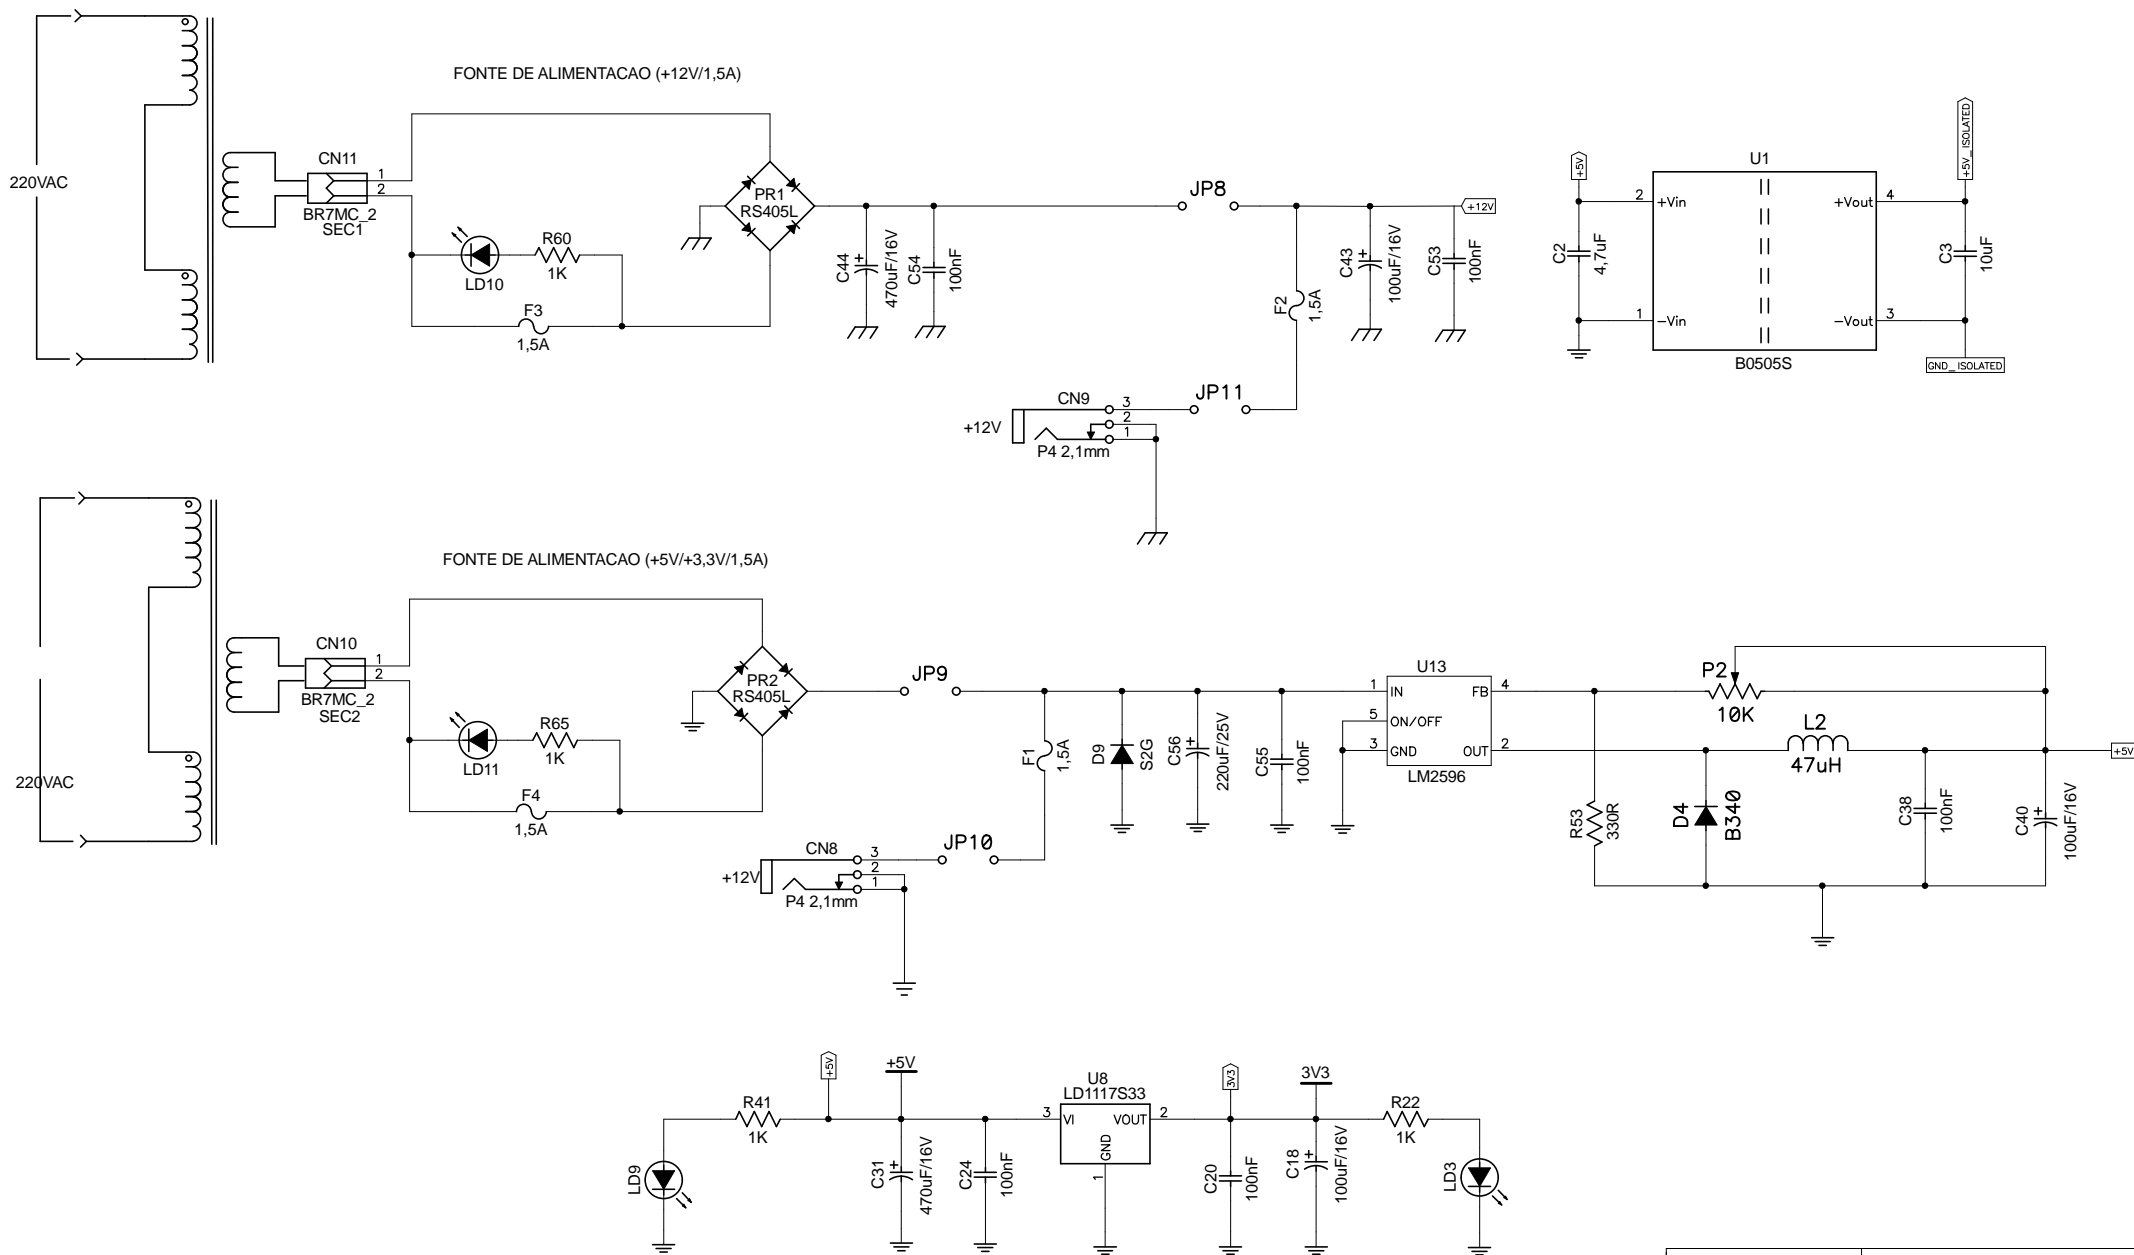 FONTE DE ALIMENTACAO (+12V/1,5A)
220VAC
CN11
1
2
BR7MC_2
SEC1
LD10
R60
1K
F3
1,5A
PR1
RS405L
C44
+
470uF/16V
C54
100nF
JP8
F2
1,5A
C43
+
100uF/16V
C53
100nF
+12V
CN9
3
2
1
+12V
P4 2,1mm
JP11
+5V
C2
4,7uF
U1
2
+Vin
1
−Vin
+Vout
4
−Vout
3
B0505S
+5V_ISOLATED
C3
10uF
GND_ISOLATED
FONTE DE ALIMENTACAO (+5V/+3,3V/1,5A)
220VAC
CN10
1
2
BR7MC_2
SEC2
LD11
R65
1K
F4
1,5A
PR2
RS405L
JP9
F1
1,5A
D9
S2G
C56
+
220uF/25V
C55
100nF
CN8
3
2
1
+12V
P4 2,1mm
JP10
U13
1
IN
FB
4
5
ON/OFF
3
GND
OUT
2
LM2596
P2
10K
L2
47uH
R53
330R
D4
B340
C38
100nF
C40
+
100uF/16V
+5V
LD9
R41
1K
+5V
+5V
C31
+
470uF/16V
C24
100nF
U8
LD1117S33
3
VI
VOUT
2
GND
1
3V3
3V3
C20
100nF
C18
+
100uF/16V
R22
1K
LD3